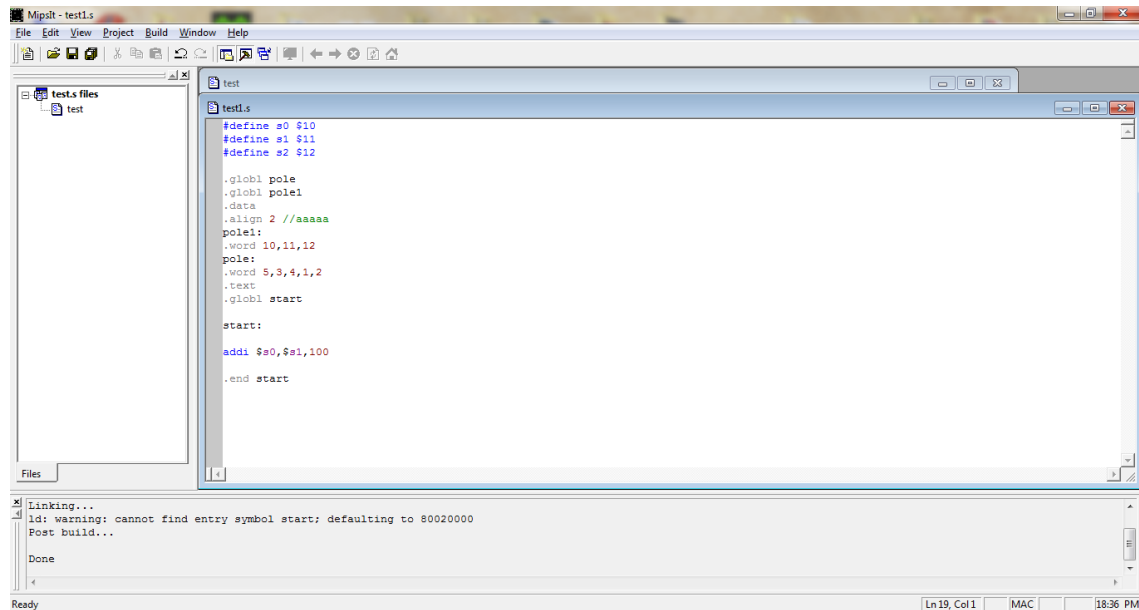 MipsIt - test1.s
File Edit View Project Build Window Help
test.s files
test
test
test1.s
#define s0 $10
#define s1 $11
#define s2 $12
.globl pole
.globl pole1
.data
.align 2 //aaaaa
pole1:
.word 10,11,12
pole:
.word 5,3,4,1,2
.text
.globl start
start:
addi $s0,$s1,100
.end start
Files
Linking...
ld: warning: cannot find entry symbol start; defaulting to 80020000
Post build...
Done
Ready Ln 19, Col 1 MAC 18:36 PM